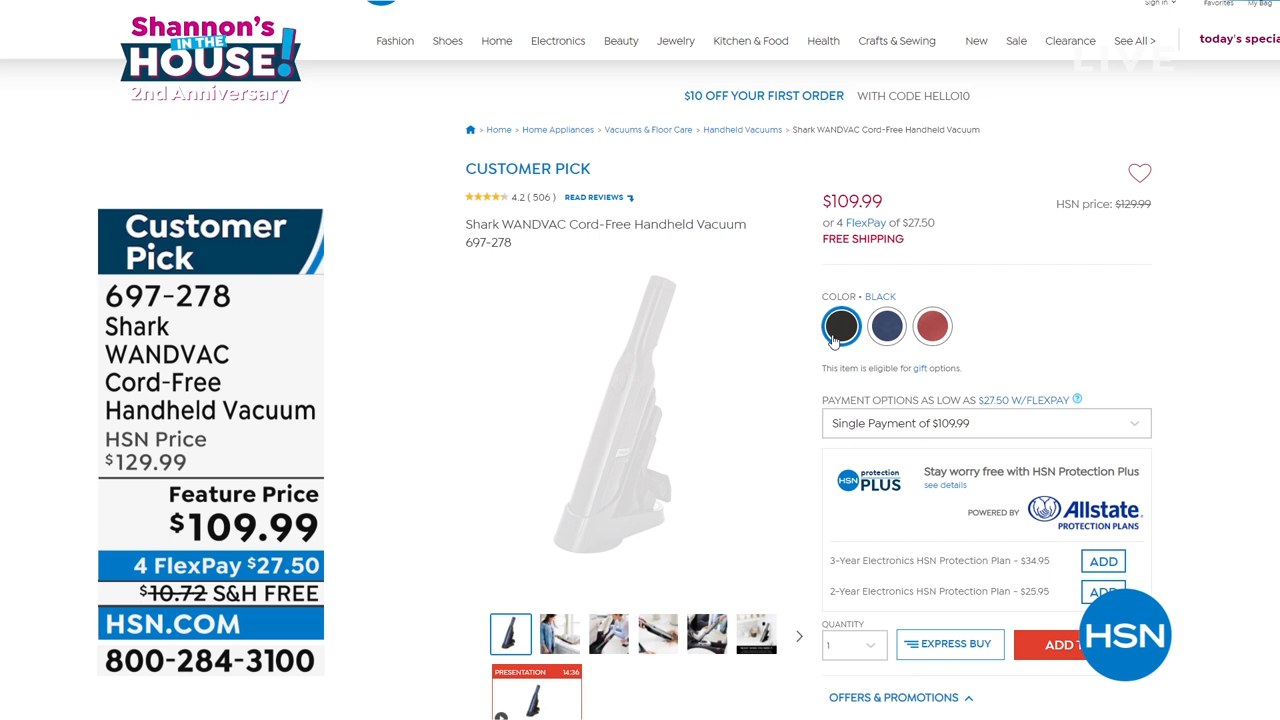 Shannon's
IN THE
HOUSE!
2nd Anniversary
Sign in
Favorites
My Bag
Fashion Shoes Home Electronics Beauty Jewelry Kitchen & Food Health Crafts & Sewing New Sale Clearance See All >
today's specia
LIVE
$10 OFF YOUR FIRST ORDER WITH CODE HELLO10
> Home > Home Appliances > Vacuums & Floor Care > Handheld Vacuums > Shark WANDVAC Cord-Free Handheld Vacuum
CUSTOMER PICK
4.2 ( 506 ) READ REVIEWS
Shark WANDVAC Cord-Free Handheld Vacuum
697-278
$109.99
HSN price: $129.99
or 4 FlexPay of $27.50
FREE SHIPPING
COLOR • BLACK
This item is eligible for gift options.
PAYMENT OPTIONS AS LOW AS $27.50 W/FLEXPAY ?
Single Payment of $109.99
HSN protection PLUS
Stay worry free with HSN Protection Plus
see details
POWERED BY Allstate.
PROTECTION PLANS
3-Year Electronics HSN Protection Plan - $34.95 ADD
2-Year Electronics HSN Protection Plan - $25.95 ADD
QUANTITY
1
EXPRESS BUY
ADD T
HSN
OFFERS & PROMOTIONS
PRESENTATION 14:36
Customer
Pick
697-278
Shark
WANDVAC
Cord-Free
Handheld Vacuum
HSN Price
$129.99
Feature Price
$109.99
4 FlexPay $27.50
$10.72 S&H FREE
HSN.COM
800-284-3100